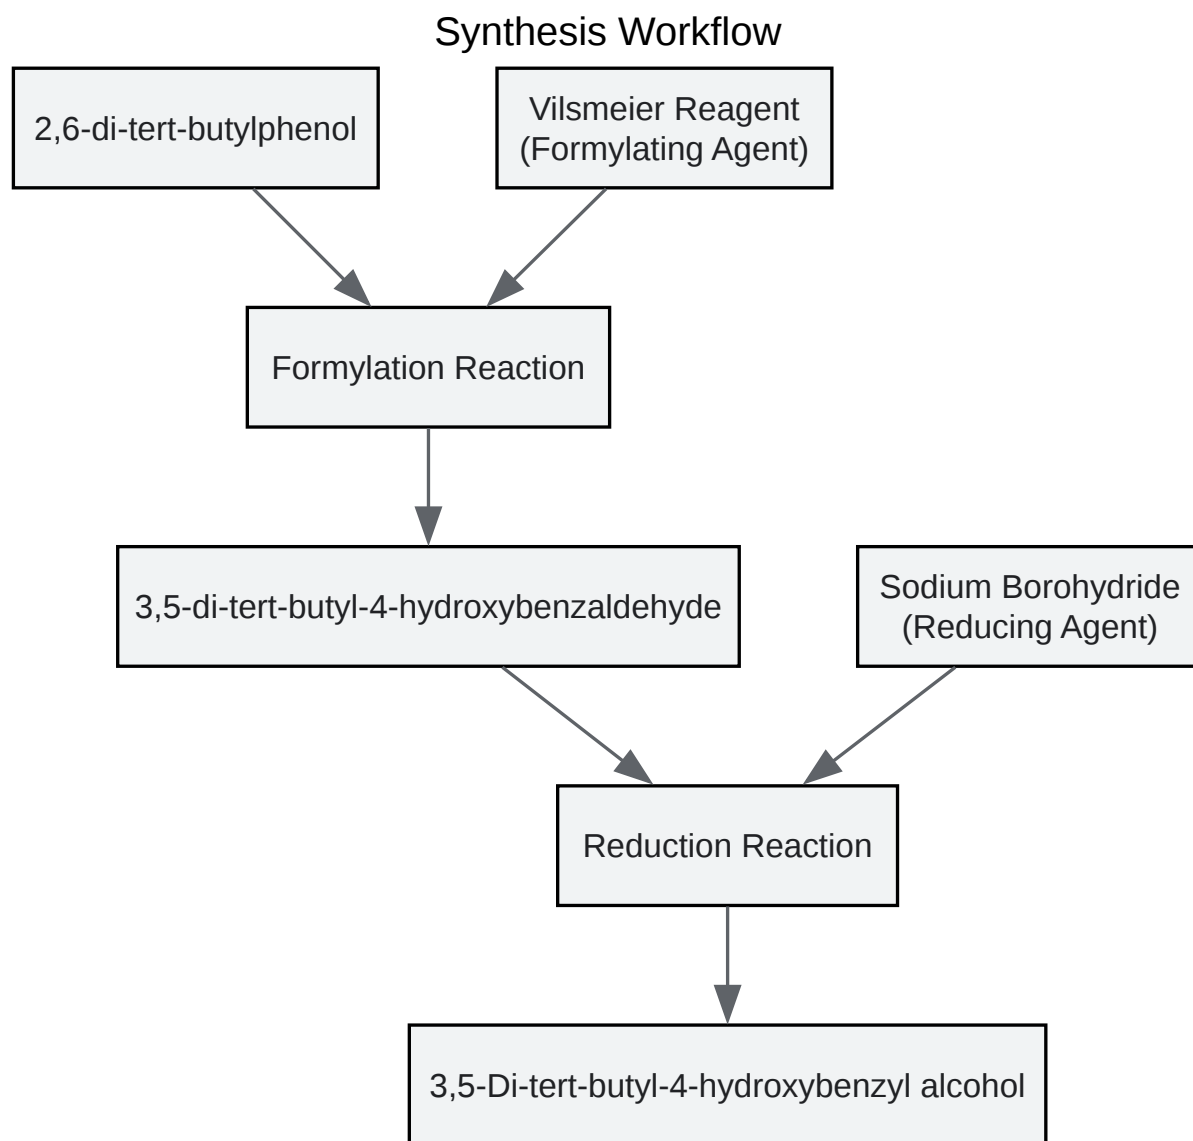 Synthesis Workflow
2,6-di-tert-butylphenol
Vilsmeier Reagent
(Formylating Agent)
Formylation Reaction
3,5-di-tert-butyl-4-hydroxybenzaldehyde
Sodium Borohydride
(Reducing Agent)
Reduction Reaction
3,5-Di-tert-butyl-4-hydroxybenzyl alcohol